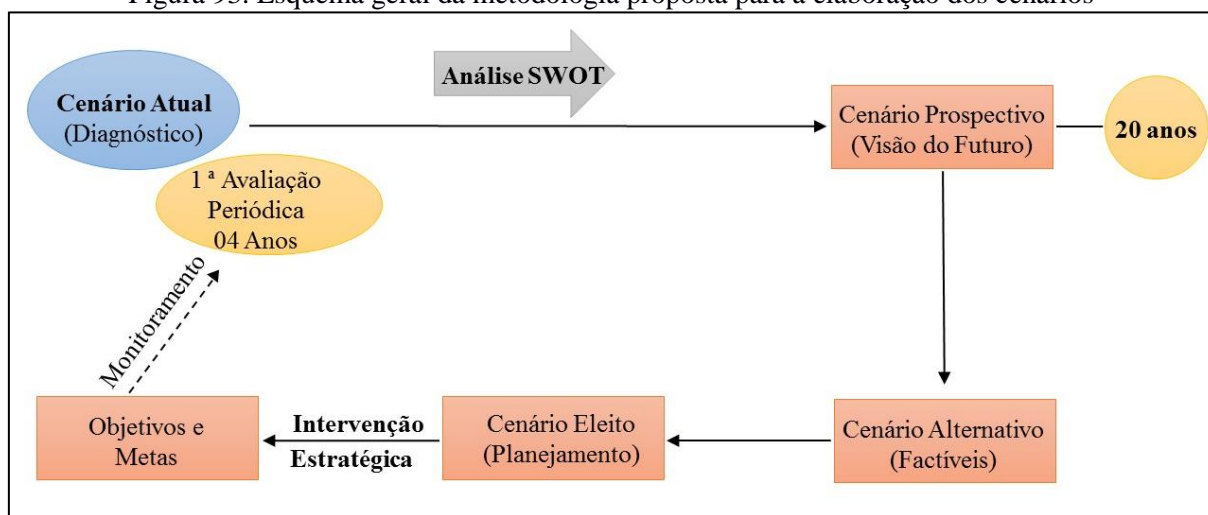 Figura 93: Esquema geral da metodologia proposta para a elaboração dos cenários
Análise SWOT
Cenário Atual
(Diagnóstico)
Cenário Prospectivo
(Visão do Futuro)
20 anos
1 ª Avaliação
Periódica
04 Anos
Monitoramento
Objetivos e
Metas
Intervenção
Estratégica
Cenário Eleito
(Planejamento)
Cenário Alternativo
(Factíveis)